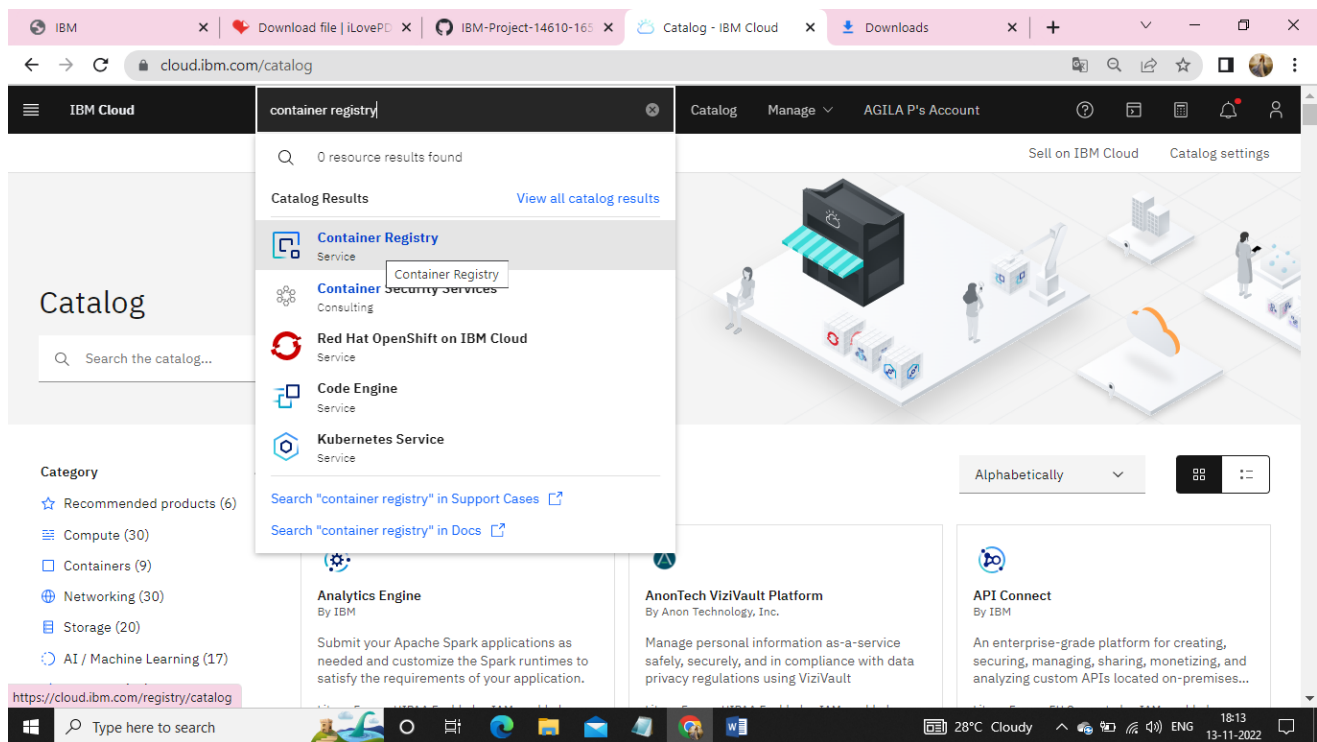 IBM
Download file | iLovePD
IBM-Project-14610-165
Catalog - IBM Cloud
Downloads
cloud.ibm.com/catalog
IBM Cloud
container registry
Catalog
Manage
AGILA P's Account
0 resource results found
Sell on IBM Cloud
Catalog settings
Catalog Results
View all catalog results
Container Registry
Service
Container Registry
Container Security Services
Consulting
Red Hat OpenShift on IBM Cloud
Service
Code Engine
Service
Kubernetes Service
Service
Search "container registry" in Support Cases
Search "container registry" in Docs
Catalog
Search the catalog...
Category
Recommended products (6)
Compute (30)
Containers (9)
Networking (30)
Storage (20)
AI / Machine Learning (17)
Alphabetically
Analytics Engine
By IBM
Submit your Apache Spark applications as
needed and customize the Spark runtimes to
satisfy the requirements of your application.
AnonTech ViziVault Platform
By Anon Technology, Inc.
Manage personal information as-a-service
safely, securely, and in compliance with data
privacy regulations using ViziVault
API Connect
By IBM
An enterprise-grade platform for creating,
securing, managing, sharing, monetizing, and
analyzing custom APIs located on-premises...
https://cloud.ibm.com/registry/catalog
Type here to search
28°C Cloudy
ENG
18:13
13-11-2022